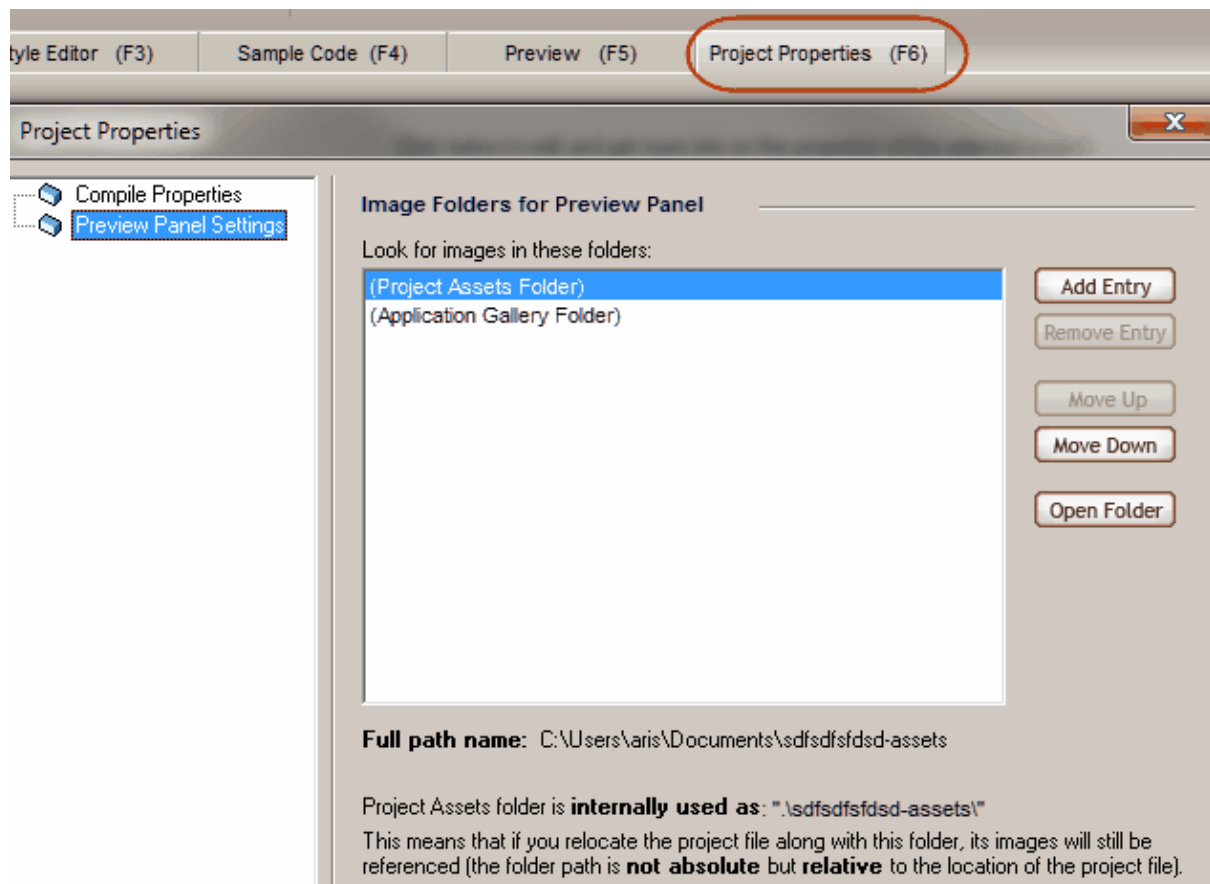 tyle Editor (F3) Sample Code (F4) Preview (F5) Project Properties (F6)
Project Properties
Compile Properties
Preview Panel Settings
Image Folders for Preview Panel
Look for images in these folders:
(Project Assets Folder)
(Application Gallery Folder)
Add Entry
Remove Entry
Move Up
Move Down
Open Folder
Full path name: C:\Users\aris\Documents\sdfsdfsfdsd-assets
Project Assets folder is internally used as: ".\sdfsdfsfdsd-assets\"
This means that if you relocate the project file along with this folder, its images will still be
referenced (the folder path is not absolute but relative to the location of the project file).